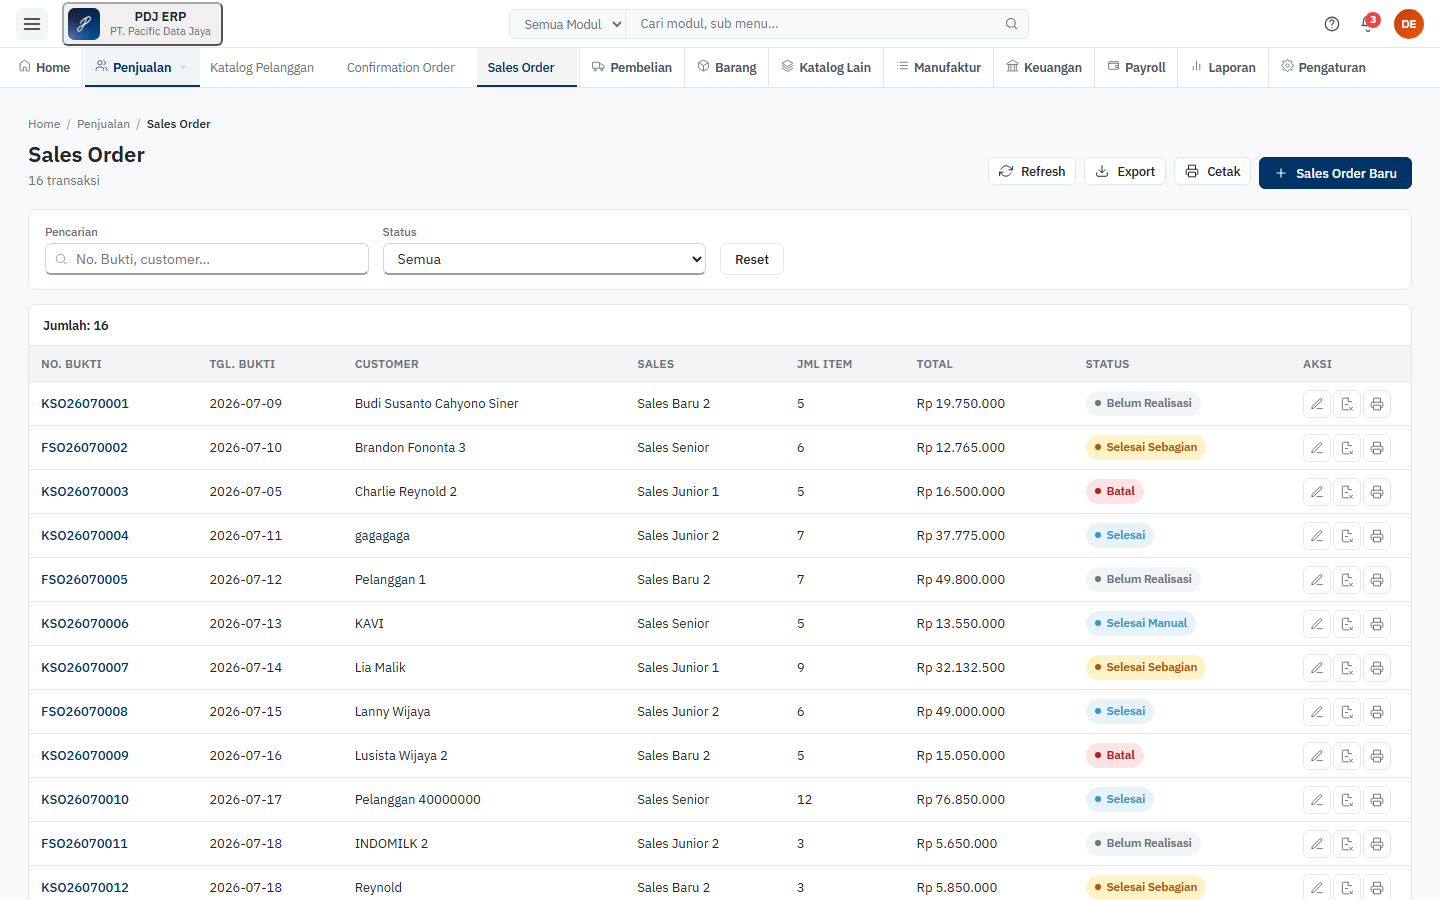 PDJ ERP
PT. Pacific Data Jaya
Semua Modul
Cari modul, sub menu...
3
DE
Home
Penjualan
Katalog Pelanggan
Confirmation Order
Sales Order
Pembelian
Barang
Katalog Lain
Manufaktur
Keuangan
Payroll
Laporan
Pengaturan
Home / Penjualan / Sales Order
Sales Order
16 transaksi
Refresh
Export
Cetak
Sales Order Baru
Pencarian
Status
No. Bukti, customer...
Semua
Reset
Jumlah: 16
NO. BUKTI TGL. BUKTI CUSTOMER SALES JML ITEM TOTAL STATUS AKSI
KSO26070001 2026-07-09 Budi Susanto Cahyono Siner Sales Baru 2 5 Rp 19.750.000 Belum Realisasi
FSO26070002 2026-07-10 Brandon Fononta 3 Sales Senior 6 Rp 12.765.000 Selesai Sebagian
KSO26070003 2026-07-05 Charlie Reynold 2 Sales Junior 1 5 Rp 16.500.000 Batal
KSO26070004 2026-07-11 gagagaga Sales Junior 2 7 Rp 37.775.000 Selesai
FSO26070005 2026-07-12 Pelanggan 1 Sales Baru 2 7 Rp 49.800.000 Belum Realisasi
KSO26070006 2026-07-13 KAVI Sales Senior 5 Rp 13.550.000 Selesai Manual
KSO26070007 2026-07-14 Lia Malik Sales Junior 1 9 Rp 32.132.500 Selesai Sebagian
FSO26070008 2026-07-15 Lanny Wijaya Sales Junior 2 6 Rp 49.000.000 Selesai
KSO26070009 2026-07-16 Lusista Wijaya 2 Sales Baru 2 5 Rp 15.050.000 Batal
KSO26070010 2026-07-17 Pelanggan 40000000 Sales Senior 12 Rp 76.850.000 Selesai
FSO26070011 2026-07-18 INDOMILK 2 Sales Junior 2 3 Rp 5.650.000 Belum Realisasi
KSO26070012 2026-07-18 Reynold Sales Baru 2 3 Rp 5.850.000 Selesai Sebagian